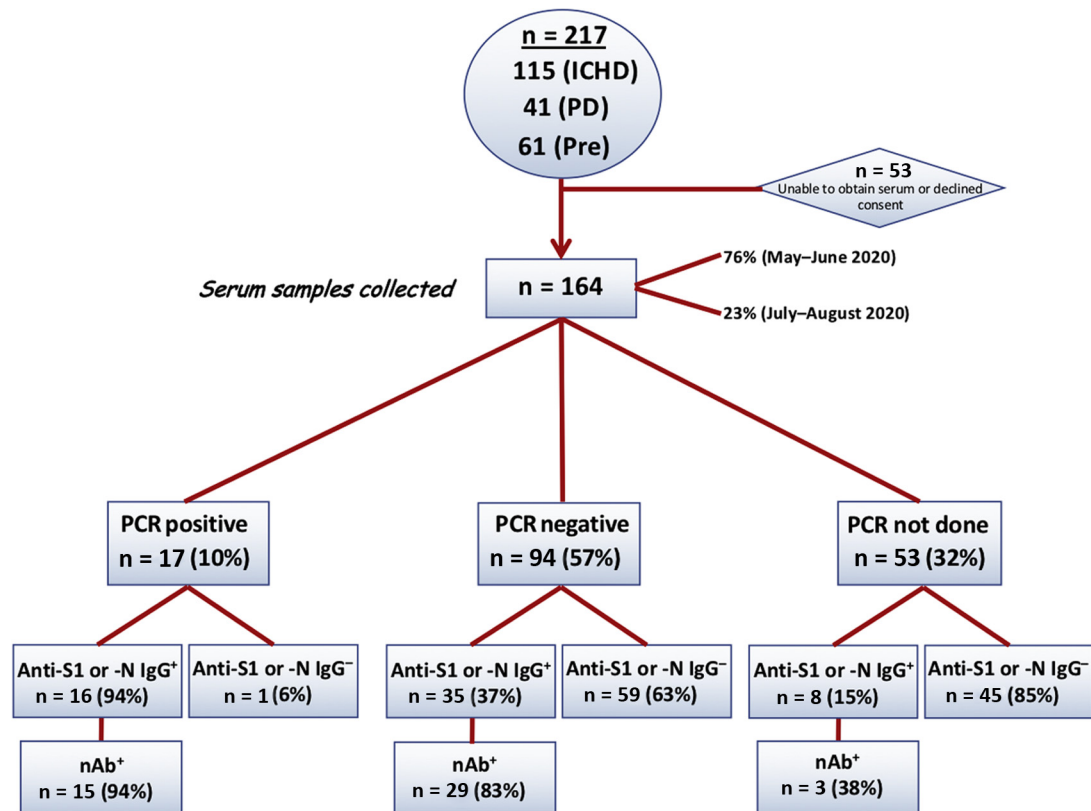 n = 217
115 (ICHD)
41 (PD)
61 (Pre)
n = 53
Unable to obtain serum or declined
consent
Serum samples collected
n = 164
76% (May–June 2020)
23% (July–August 2020)
PCR positive
n = 17 (10%)
PCR negative
n = 94 (57%)
PCR not done
n = 53 (32%)
Anti-S1 or -N IgG⁺
n = 16 (94%)
Anti-S1 or -N IgG⁻
n = 1 (6%)
Anti-S1 or -N IgG⁺
n = 35 (37%)
Anti-S1 or -N IgG⁻
n = 59 (63%)
Anti-S1 or -N IgG⁺
n = 8 (15%)
Anti-S1 or -N IgG⁻
n = 45 (85%)
nAb⁺
n = 15 (94%)
nAb⁺
n = 29 (83%)
nAb⁺
n = 3 (38%)